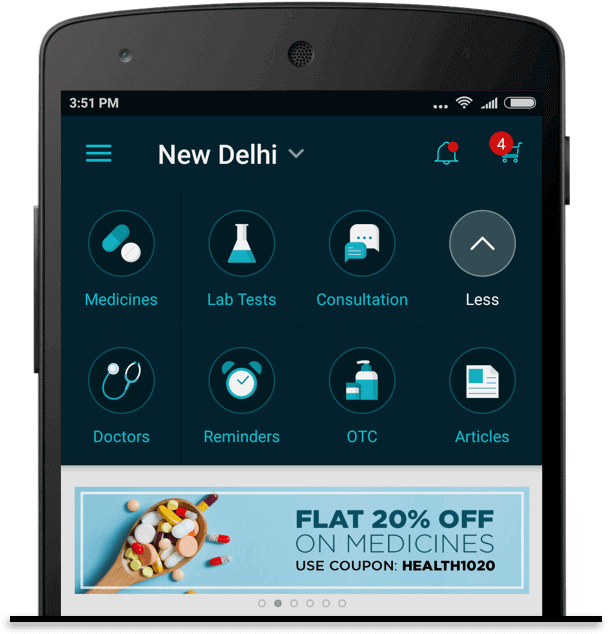 3:51 PM
New Delhi
4
Medicines
Lab Tests
Consultation
Less
Doctors
Reminders
OTC
Articles
FLAT 20% OFF
ON MEDICINES
USE COUPON: HEALTH1020